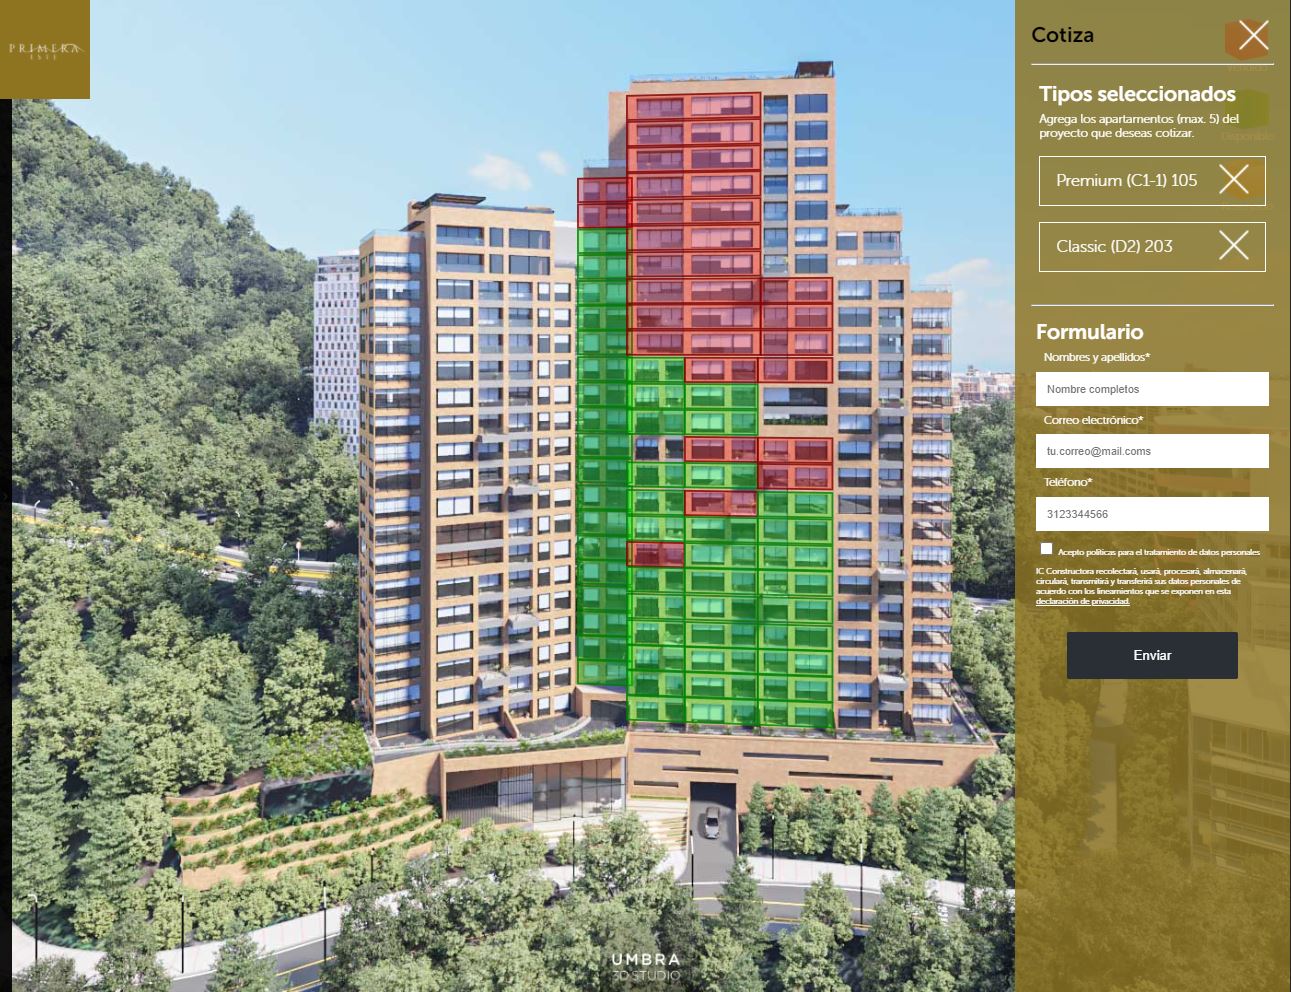 PRIMERA
ESTE
Cotiza
Tipos seleccionados
Agrega los apartamentos (max. 5) del
proyecto que deseas cotizar.
Disponible
Premium (C1-1) 105
Classic (D2) 203
Formulario
Nombres y apellidos*
Nombre completos
Correo electrónico*
tu.correo@mail.coms
Teléfono*
3123344566
Acepto políticas para el tratamiento de datos personales
IC Constructora recolectará, usará, procesará, almacenará,
circulará, transmitirá y transferirá sus datos personales de
acuerdo con los lineamientos que se exponen en esta
declaración de privacidad.
Enviar
UMBRA
3D STUDIO